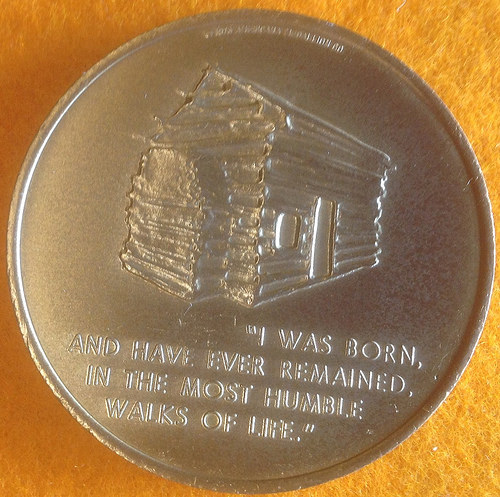 "I WAS BORN,
AND HAVE EVER REMAINED,
IN THE MOST HUMBLE
WALKS OF LIFE."